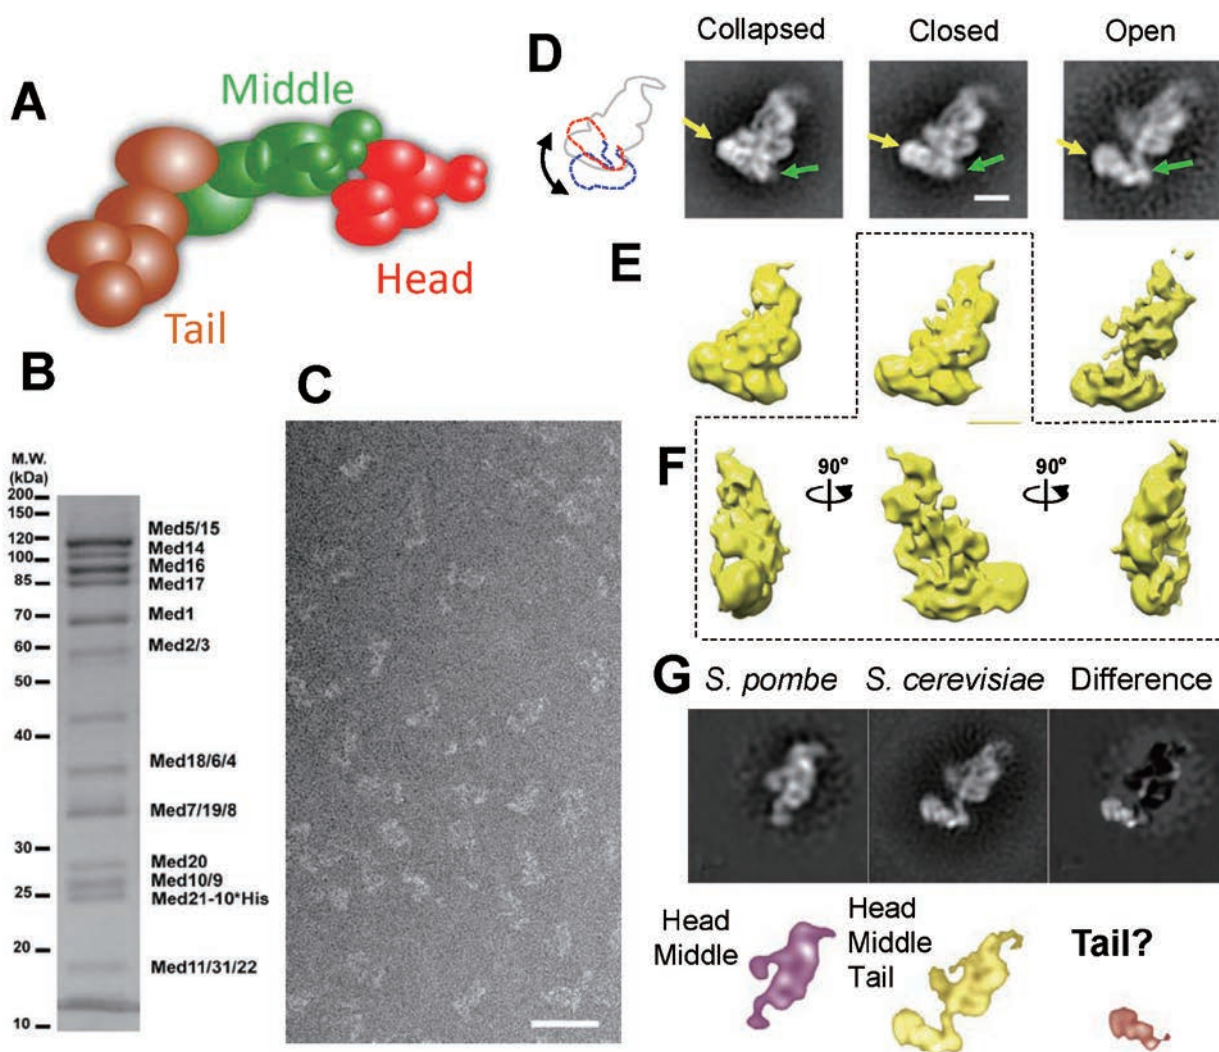 A
Middle
Head
Tail
B
M.W.
(kDa)
200
150
120
100
85
70
60
50
40
30
25
20
10
Med5/15
Med14
Med16
Med17
Med1
Med2/3
Med18/6/4
Med7/19/8
Med20
Med10/9
Med21-10*His
Med11/31/22
C
D
Collapsed
Closed
Open
E
F
90º
90º
G
S. pombe
S. cerevisiae
Difference
Head
Middle
Head
Middle
Tail
Tail?